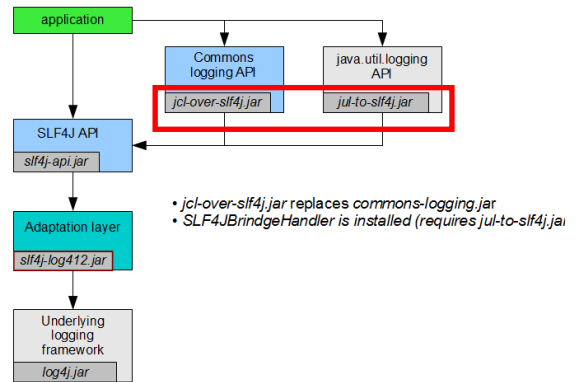 application
Commons
logging API
jcl-over-slf4j.jar
java.util.logging
API
jul-to-slf4j.jar
SLF4J API
slf4j-api.jar
• jcl-over-slf4j.jar replaces commons-logging.jar
• SLF4JBrindgeHandler is installed (requires jul-to-slf4j.jar
Adaptation layer
slf4j-log412.jar
Underlying
logging
framework
log4j.jar